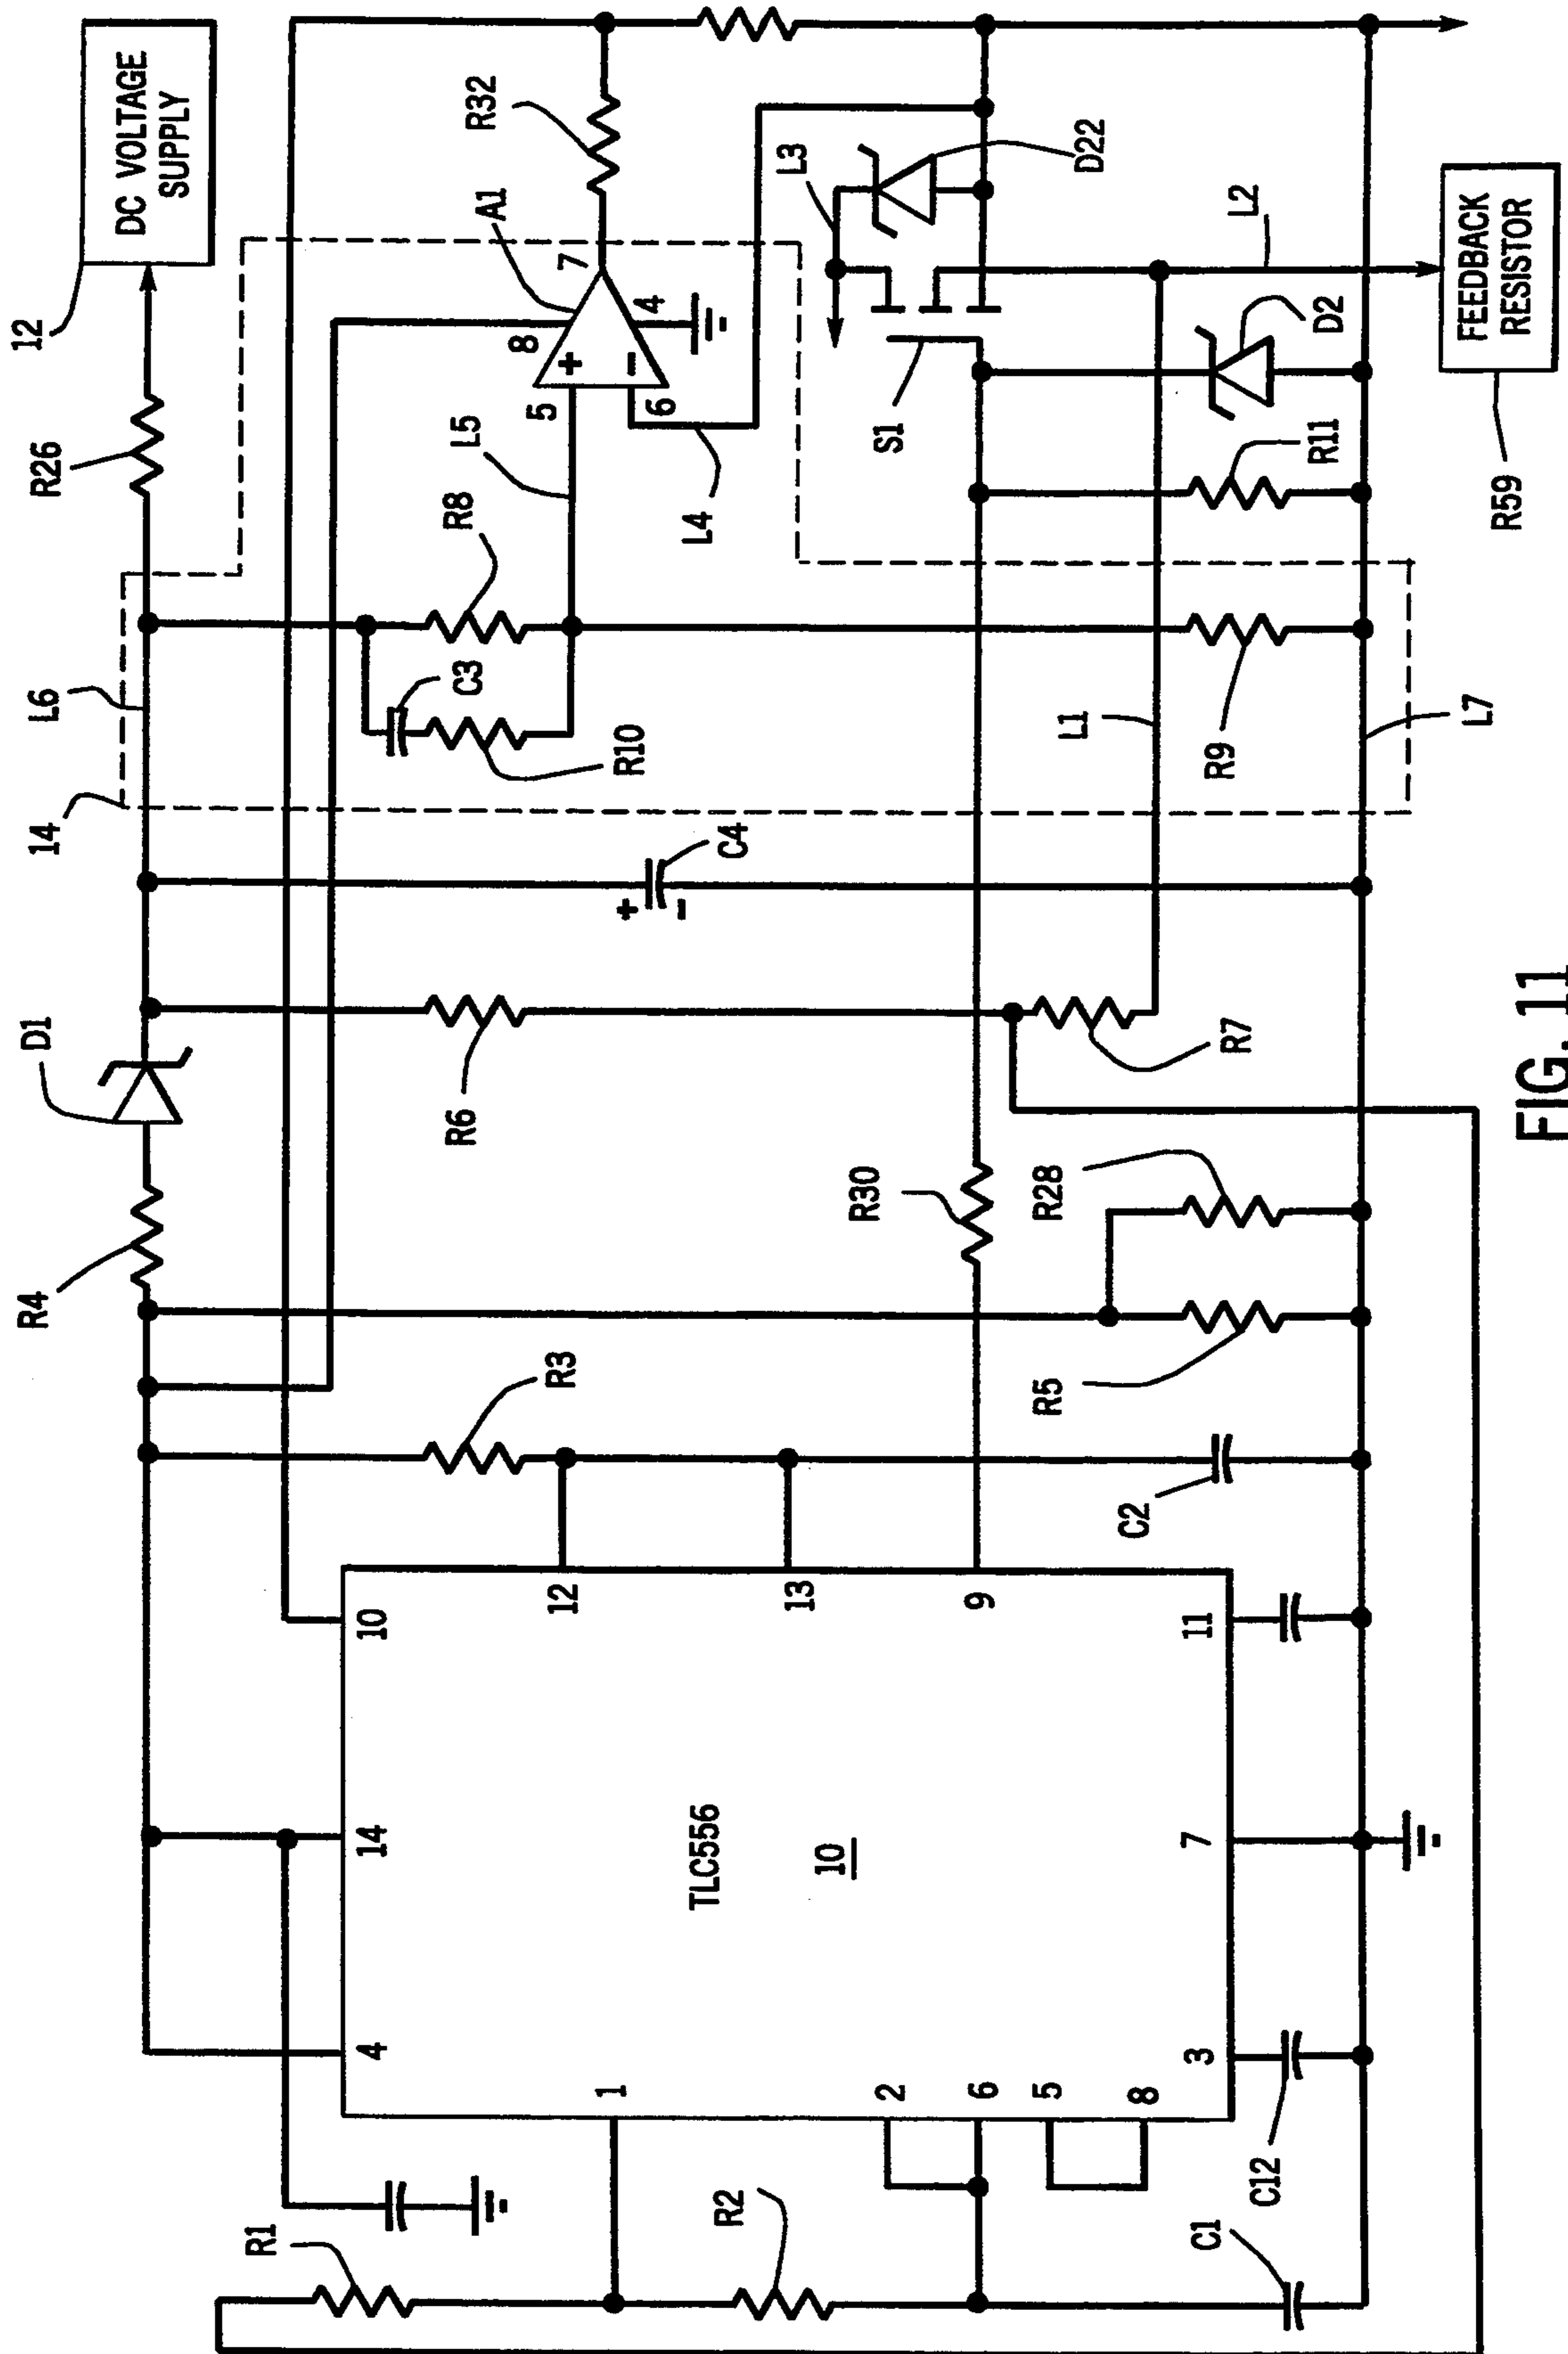 12
DC VOLTAGE
SUPPLY
R26
14
L6
D1
R4
R32
A1
7
8
4
+
−
5
6
L5
L4
R8
C3
R10
L3
D22
S1
L2
D2
R11
FEEDBACK
RESISTOR
R59
L1
R9
L7
+
−
C4
R6
R7
R30
R28
R5
R3
C2
10
12
13
9
11
14
7
4
3
1
2
6
5
8
TLC556
10
C12
R1
R2
C1
FIG. 11